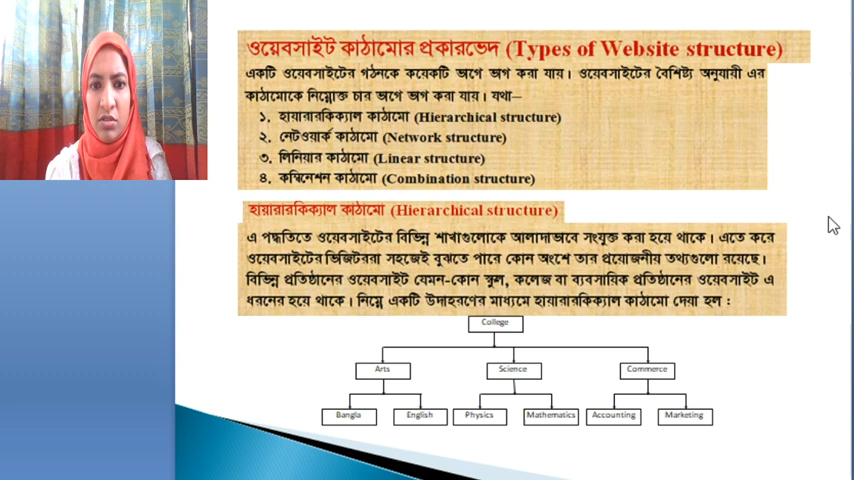 ওয়েবসাইট কাঠামোর প্রকারভেদ (Types of Website structure)
একটি ওয়েবসাইটের গঠনকে কয়েকটি ভাগে ভাগ করা যায়। ওয়েবসাইটের বৈশিষ্ট্য অনুযায়ী এর
কাঠামোকে নিম্নোক্ত চার ভাগে ভাগ করা যায়। যথা–
১. হায়ারারকিক্যাল কাঠামো (Hierarchical structure)
২. নেটওয়ার্ক কাঠামো (Network structure)
৩. লিনিয়ার কাঠামো (Linear structure)
৪. কম্বিনেশন কাঠামো (Combination structure)
হায়ারারকিক্যাল কাঠামো (Hierarchical structure)
এ পদ্ধতিতে ওয়েবসাইটের বিভিন্ন শাখাগুলোকে আলাদাভাবে সংযুক্ত করা হয়ে থাকে। এতে করে
ওয়েবসাইটের ভিজিটররা সহজেই বুঝতে পারে কোন অংশে তার প্রয়োজনীয় তথ্যগুলো রয়েছে।
বিভিন্ন প্রতিষ্ঠানের ওয়েবসাইট যেমন-কোন স্কুল, কলেজ বা ব্যবসায়িক প্রতিষ্ঠানের ওয়েবসাইট এ
ধরনের হয়ে থাকে। নিম্নে একটি উদাহরণের মাধ্যমে হায়ারারকিক্যাল কাঠামো দেয়া হল :
College
Arts Science Commerce
Bangla English Physics Mathematics Accounting Marketing